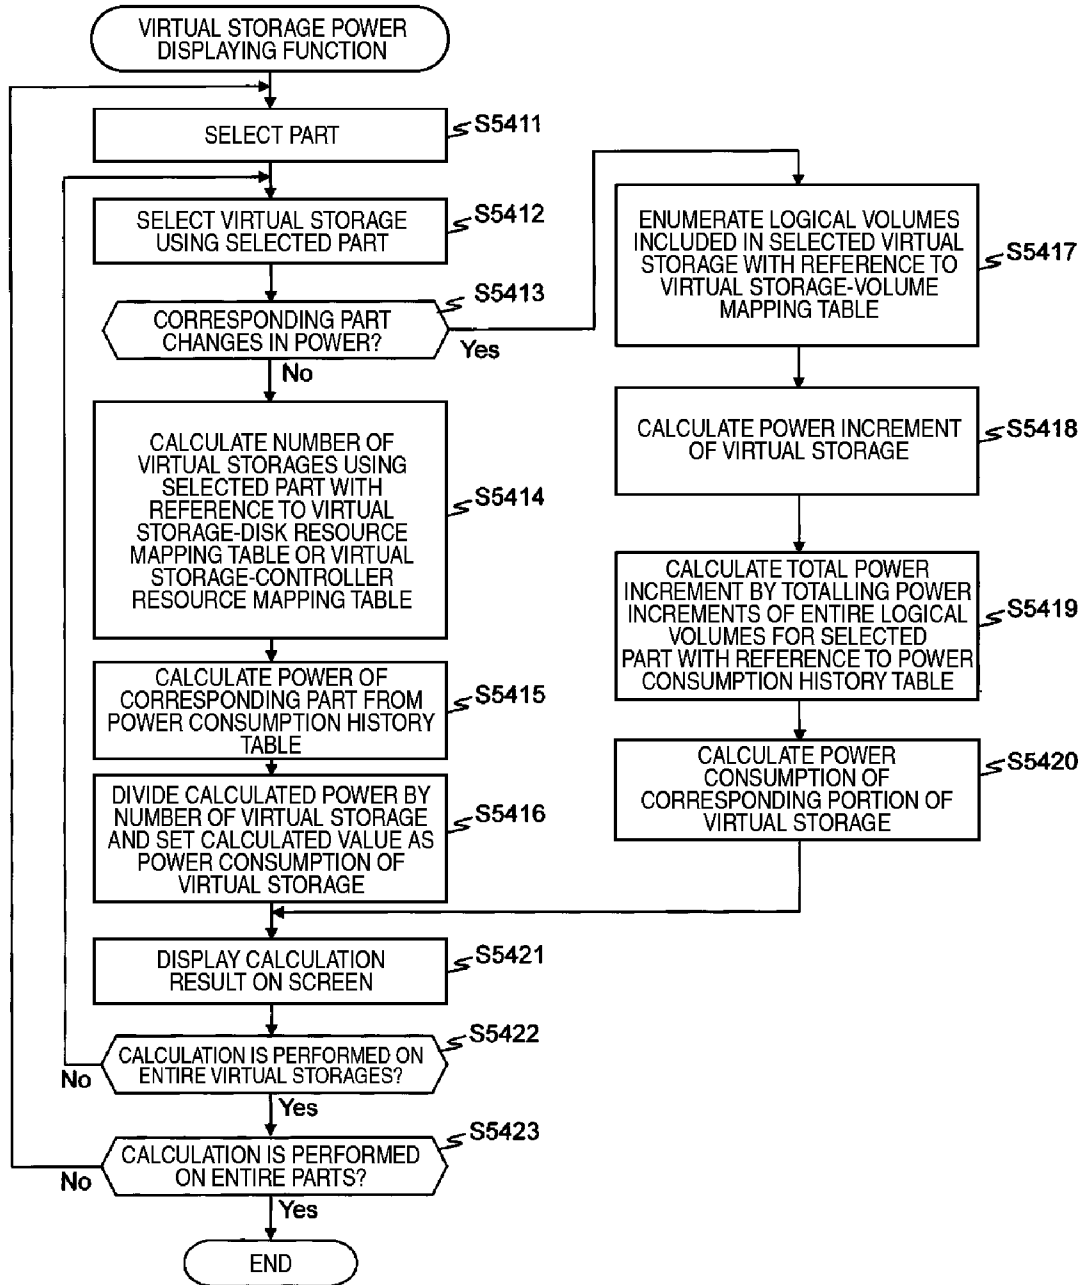 VIRTUAL STORAGE POWER
DISPLAYING FUNCTION
SELECT PART
S5411
SELECT VIRTUAL STORAGE
USING SELECTED PART
S5412
CORRESPONDING PART
CHANGES IN POWER?
S5413
Yes
No
CALCULATE NUMBER OF
VIRTUAL STORAGES USING
SELECTED PART WITH
REFERENCE TO VIRTUAL
STORAGE-DISK RESOURCE
MAPPING TABLE OR VIRTUAL
STORAGE-CONTROLLER
RESOURCE MAPPING TABLE
S5414
CALCULATE POWER OF
CORRESPONDING PART FROM
POWER CONSUMPTION HISTORY
TABLE
S5415
DIVIDE CALCULATED POWER BY
NUMBER OF VIRTUAL STORAGE
AND SET CALCULATED VALUE AS
POWER CONSUMPTION OF
VIRTUAL STORAGE
S5416
ENUMERATE LOGICAL VOLUMES
INCLUDED IN SELECTED VIRTUAL
STORAGE WITH REFERENCE TO
VIRTUAL STORAGE-VOLUME
MAPPING TABLE
S5417
CALCULATE POWER INCREMENT
OF VIRTUAL STORAGE
S5418
CALCULATE TOTAL POWER
INCREMENT BY TOTALLING POWER
INCREMENTS OF ENTIRE LOGICAL
VOLUMES FOR SELECTED
PART WITH REFERENCE TO POWER
CONSUMPTION HISTORY TABLE
S5419
CALCULATE POWER
CONSUMPTION OF
CORRESPONDING PORTION OF
VIRTUAL STORAGE
S5420
DISPLAY CALCULATION
RESULT ON SCREEN
S5421
CALCULATION IS PERFORMED ON
ENTIRE VIRTUAL STORAGES?
S5422
No
Yes
CALCULATION IS PERFORMED
ON ENTIRE PARTS?
S5423
No
Yes
END